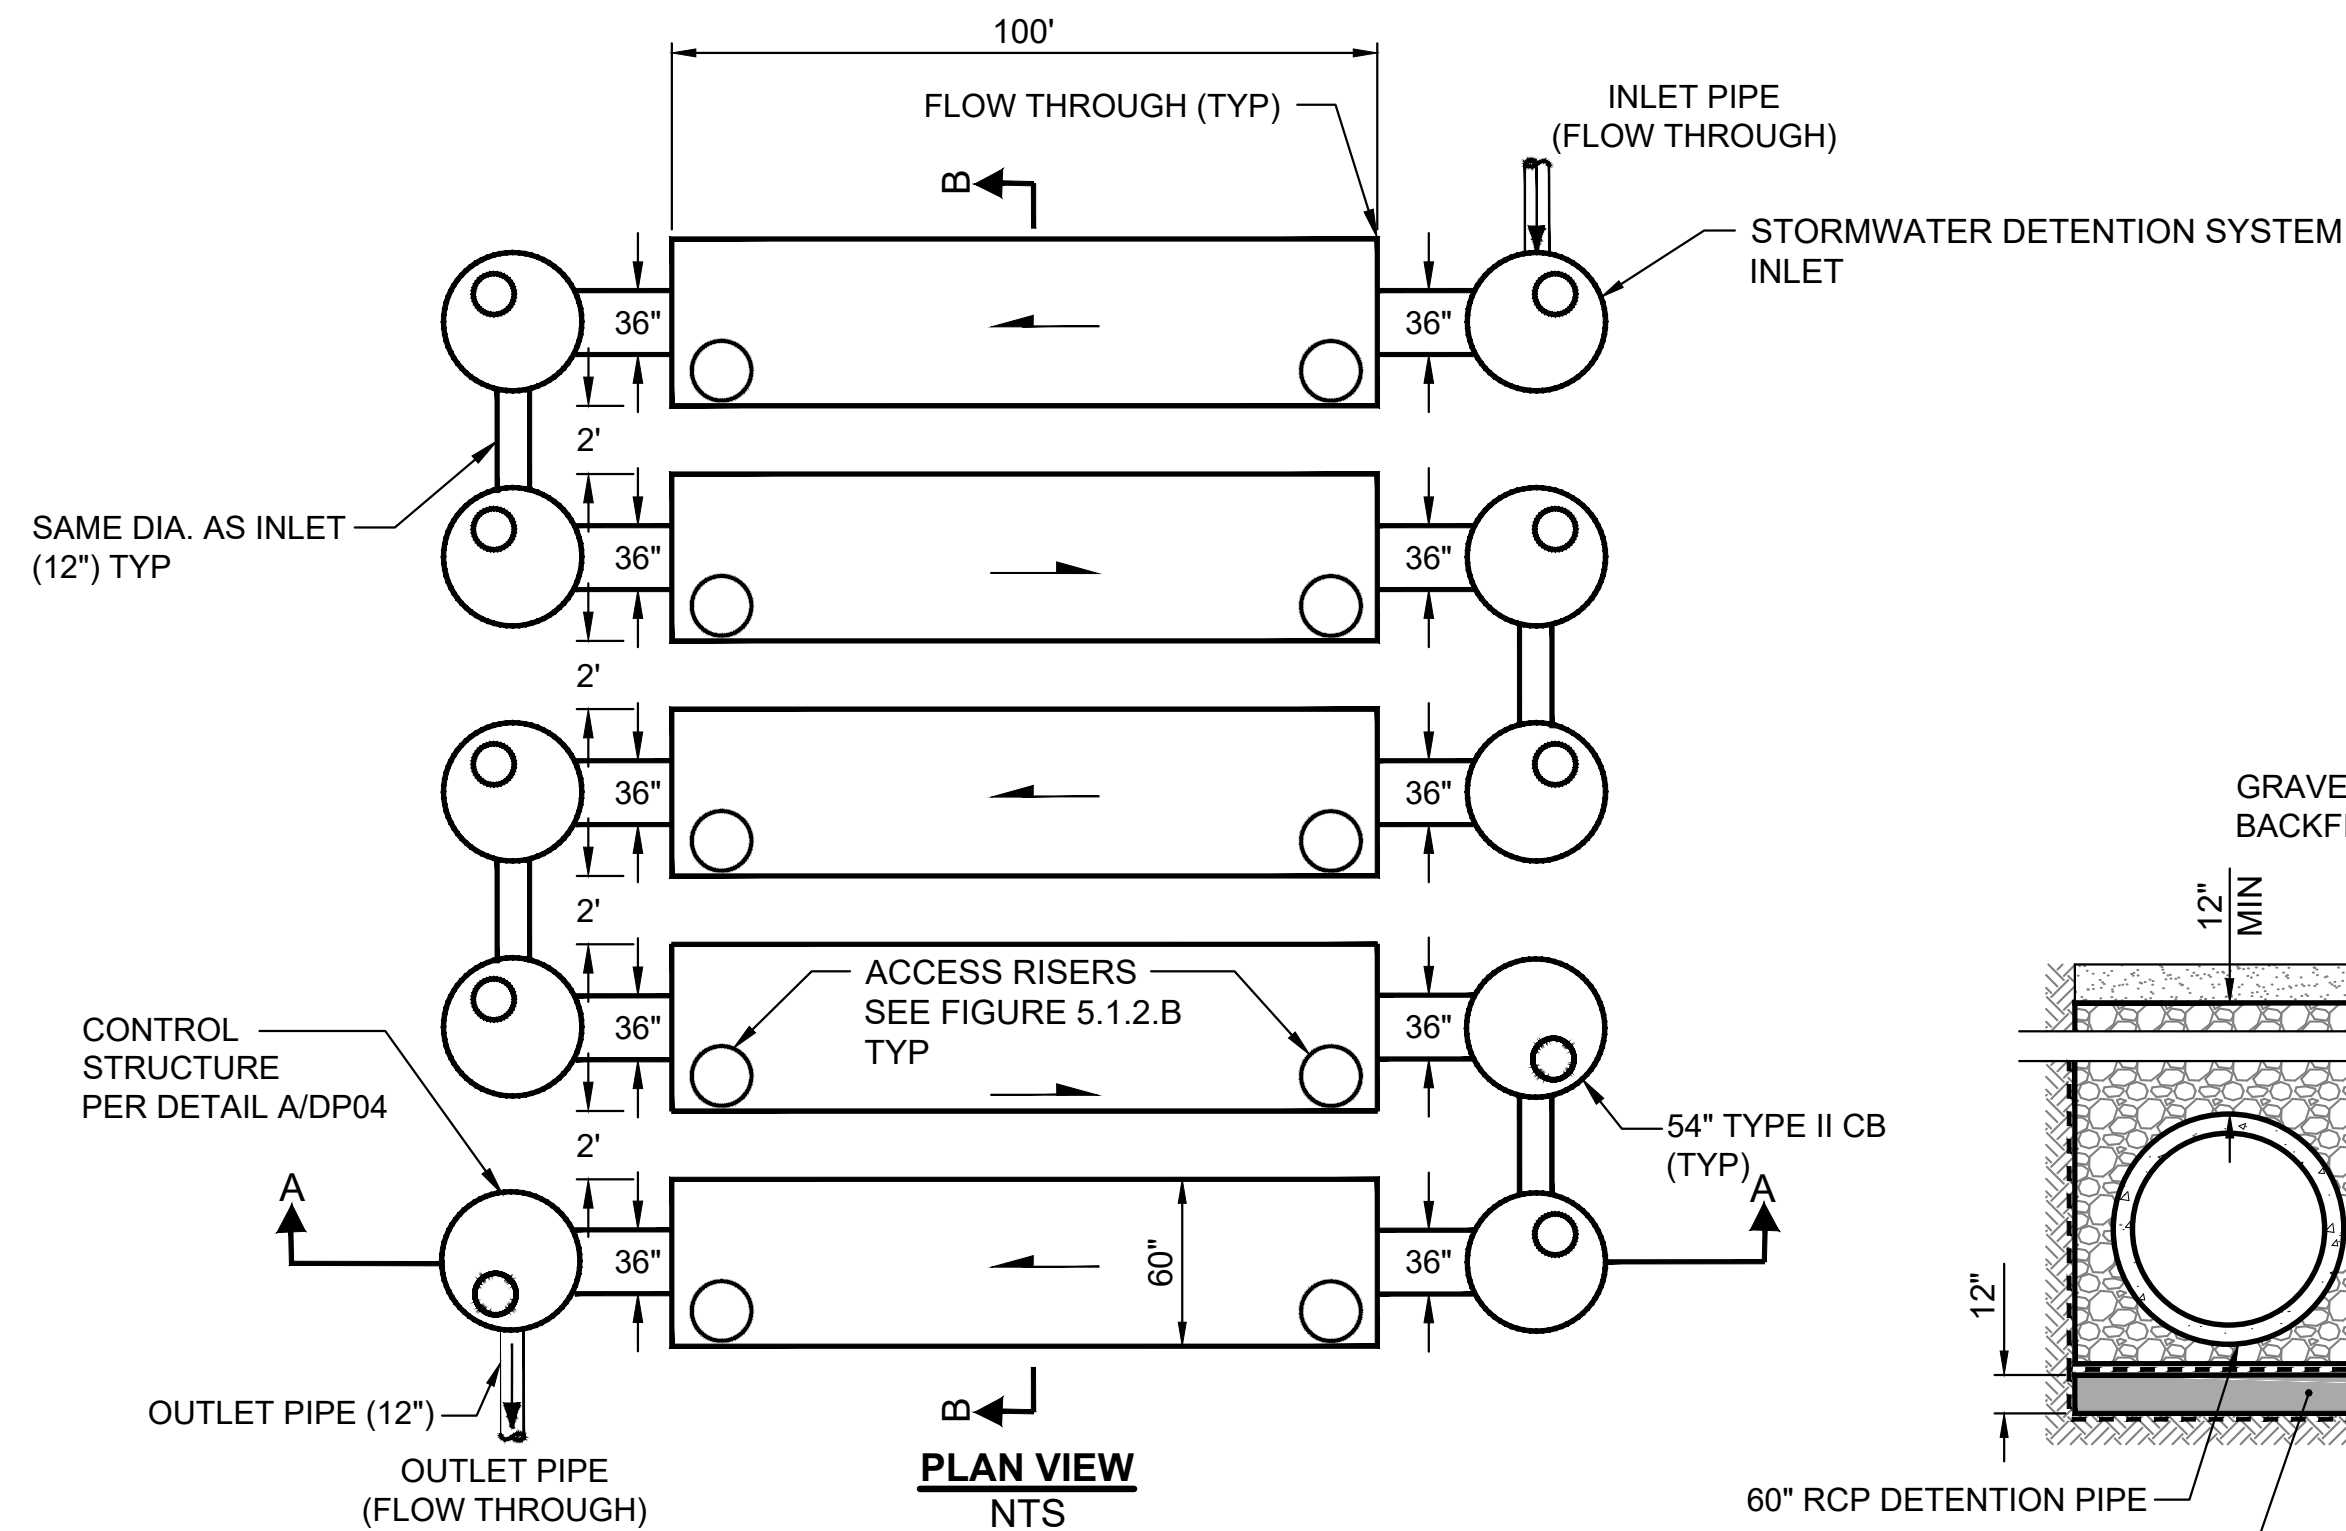 100'
FLOW THROUGH (TYP)
INLET PIPE
(FLOW THROUGH)
B
STORMWATER DETENTION SYSTEM
INLET
36"
36"
2'
SAME DIA. AS INLET
(12") TYP
36"
36"
2'
36"
36"
GRAVE
BACKF
12"
MIN
2'
ACCESS RISERS
SEE FIGURE 5.1.2.B
TYP
36"
36"
CONTROL
STRUCTURE
PER DETAIL A/DP04
54" TYPE II CB
(TYP)
2'
A
A
36"
60"
36"
12"
OUTLET PIPE (12")
B
OUTLET PIPE
(FLOW THROUGH)
PLAN VIEW
NTS
60" RCP DETENTION PIPE